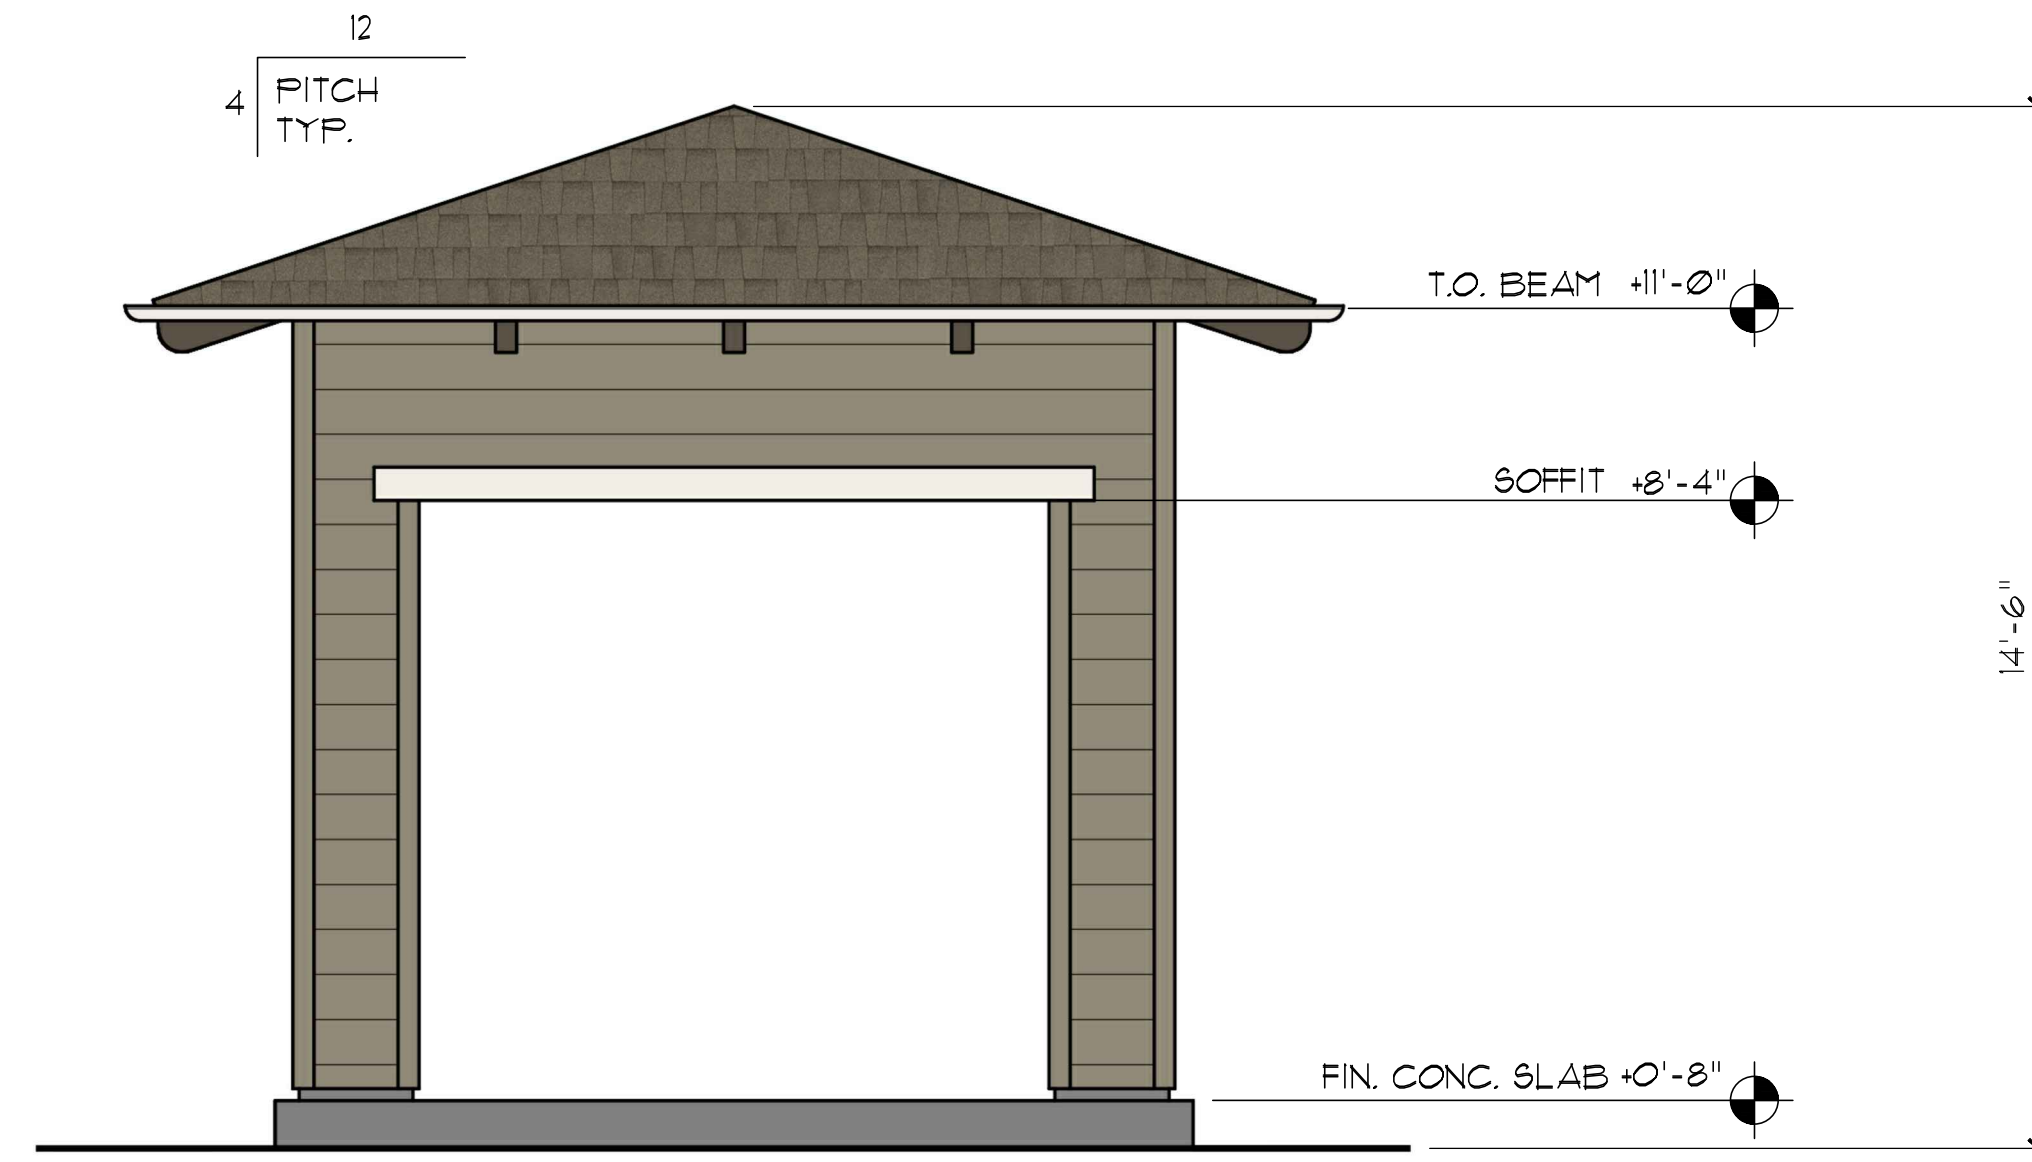 12
4
PITCH
TYP.
T.O. BEAM +11'-0"
SOFFIT +8'-4"
14'-6"
FIN. CONC. SLAB +0'-8"